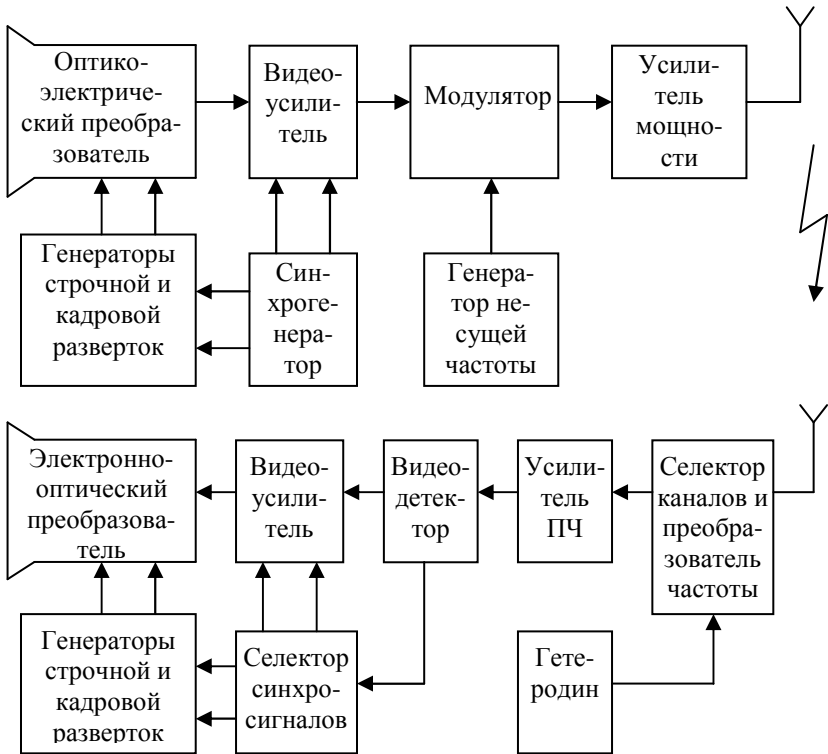 Оптико-
электриче-
ский преобра-
зователь
Видео-
усили-
тель
Модулятор
Усили-
тель
мощно-
сти
Генераторы
строчной и
кадровой
разверток
Син-
хроге-
нера-
тор
Генера-
тор не-
сущей
частоты
Электронно-
оптический
преобразова-
тель
Видео-
усили-
тель
Видео-
детек-
тор
Усили-
тель
ПЧ
Селектор
каналов и
преобра-
зователь
частоты
Генераторы
строчной и
кадровой
разверток
Селектор
синхро-
сигналов
Гете-
родин